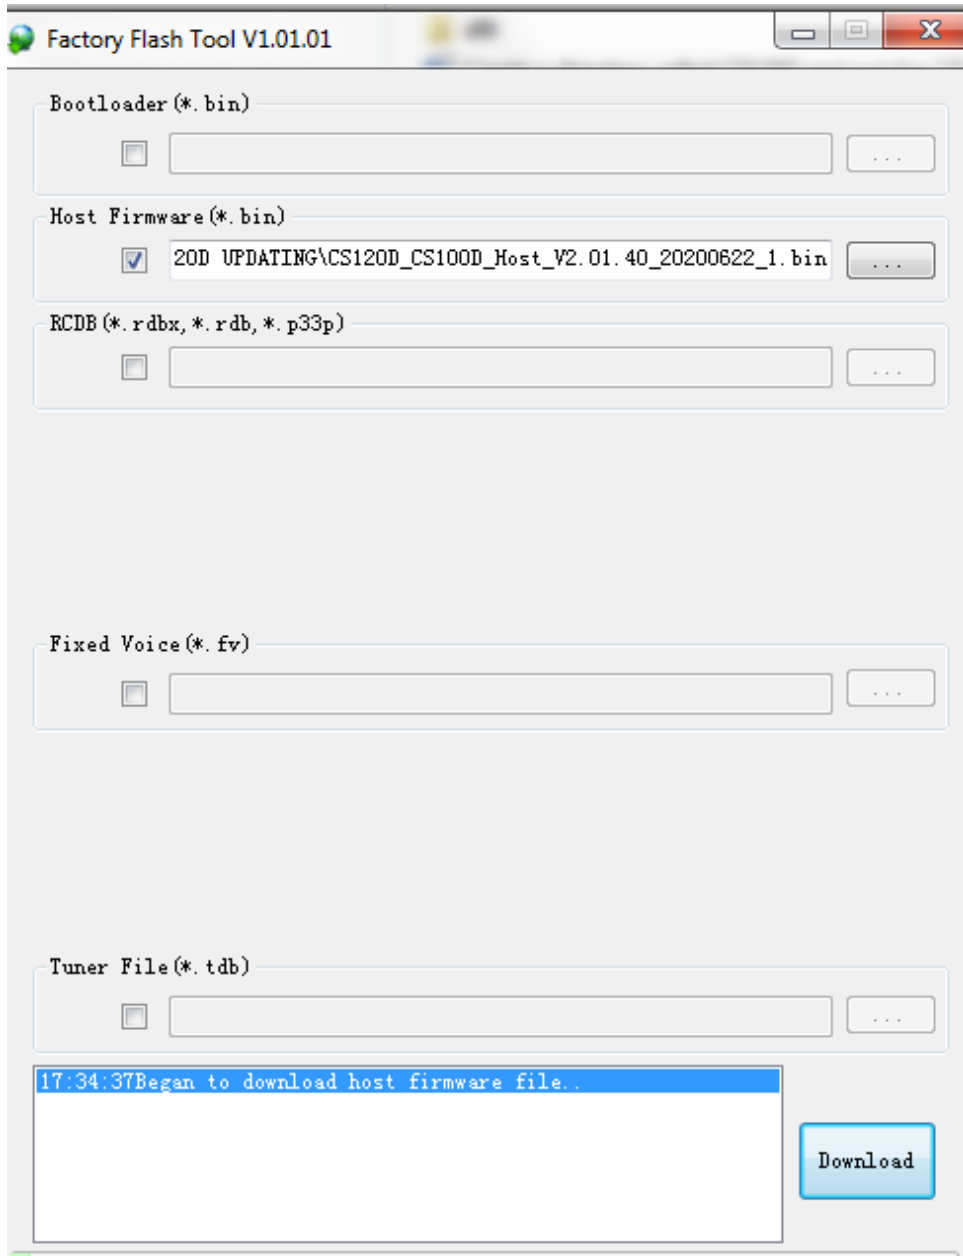 Factory Flash Tool V1.01.01
Bootloader(*.bin)
...
Host Firmware(*.bin)
20D UPDATING\CS120D_CS100D_Host_V2.01.40_20200622_1.bin
...
RCDB(*.rdbx,*.rdb,*.p33p)
...
Fixed Voice(*.fv)
...
Tuner File(*.tdb)
...
17:34:37Began to download host firmware file..
Download